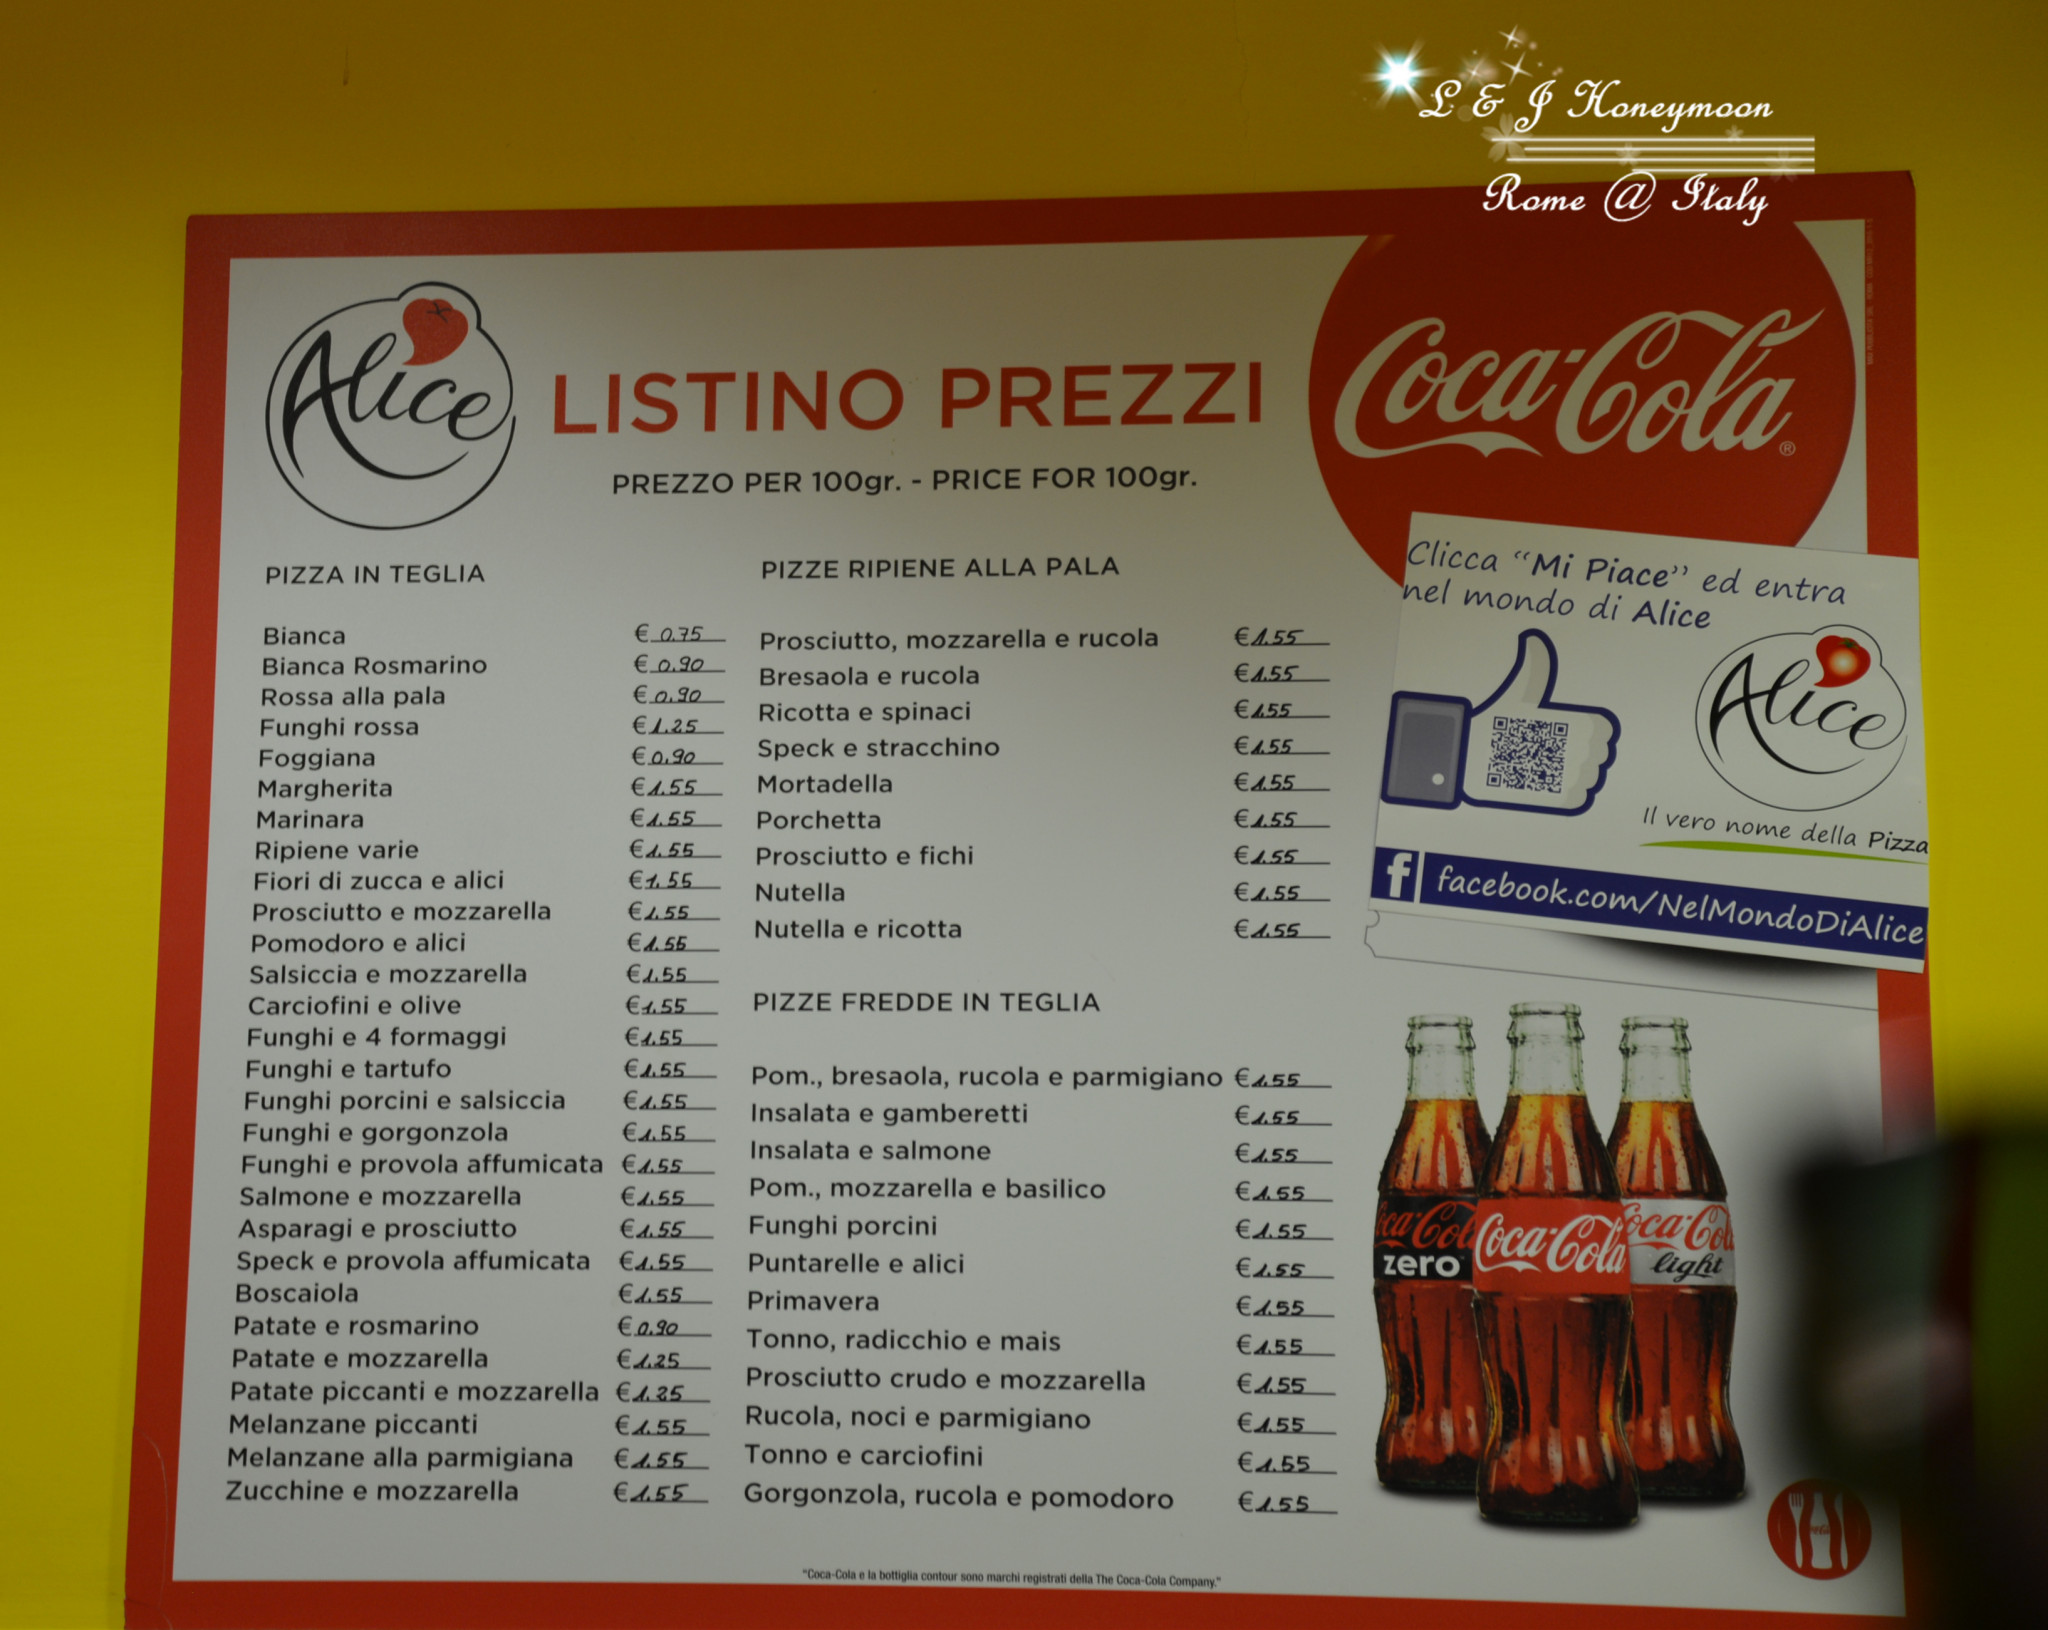 L & J Honeymoon
Rome @ Italy
Alice
LISTINO PREZZI
PREZZO PER 100gr. - PRICE FOR 100gr.
Coca-Cola ®
PIZZA IN TEGLIA
Bianca € 0.75
Bianca Rosmarino € 0.90
Rossa alla pala € 0.90
Funghi rossa € 1.25
Foggiana € 0.90
Margherita € 1.55
Marinara € 1.55
Ripiene varie € 1.55
Fiori di zucca e alici € 1.55
Prosciutto e mozzarella € 1.55
Pomodoro e alici € 1.55
Salsiccia e mozzarella € 1.55
Carciofini e olive € 1.55
Funghi e 4 formaggi € 1.55
Funghi e tartufo € 1.55
Funghi porcini e salsiccia € 1.55
Funghi e gorgonzola € 1.55
Funghi e provola affumicata € 1.55
Salmone e mozzarella € 1.55
Asparagi e prosciutto € 1.55
Speck e provola affumicata € 1.55
Boscaiola € 1.55
Patate e rosmarino € 0.90
Patate e mozzarella € 1.25
Patate piccanti e mozzarella € 1.25
Melanzane piccanti € 1.55
Melanzane alla parmigiana € 1.55
Zucchine e mozzarella € 1.55
PIZZE RIPIENE ALLA PALA
Prosciutto, mozzarella e rucola € 1.55
Bresaola e rucola € 1.55
Ricotta e spinaci € 1.55
Speck e stracchino € 1.55
Mortadella € 1.55
Porchetta € 1.55
Prosciutto e fichi € 1.55
Nutella € 1.55
Nutella e ricotta € 1.55
PIZZE FREDDE IN TEGLIA
Pom., bresaola, rucola e parmigiano € 1.55
Insalata e gamberetti € 1.55
Insalata e salmone € 1.55
Pom., mozzarella e basilico € 1.55
Funghi porcini € 1.55
Puntarelle e alici € 1.55
Primavera € 1.55
Tonno, radicchio e mais € 1.55
Prosciutto crudo e mozzarella € 1.55
Rucola, noci e parmigiano € 1.55
Tonno e carciofini € 1.55
Gorgonzola, rucola e pomodoro € 1.55
Clicca “Mi Piace” ed entra
nel mondo di Alice
Alice
Il vero nome della Pizza
f facebook.com/NelMondoDiAlice
Coca-Cola zero
Coca-Cola
Coca-Cola light
"Coca-Cola e la bottiglia contour sono marchi registrati della The Coca-Cola Company."